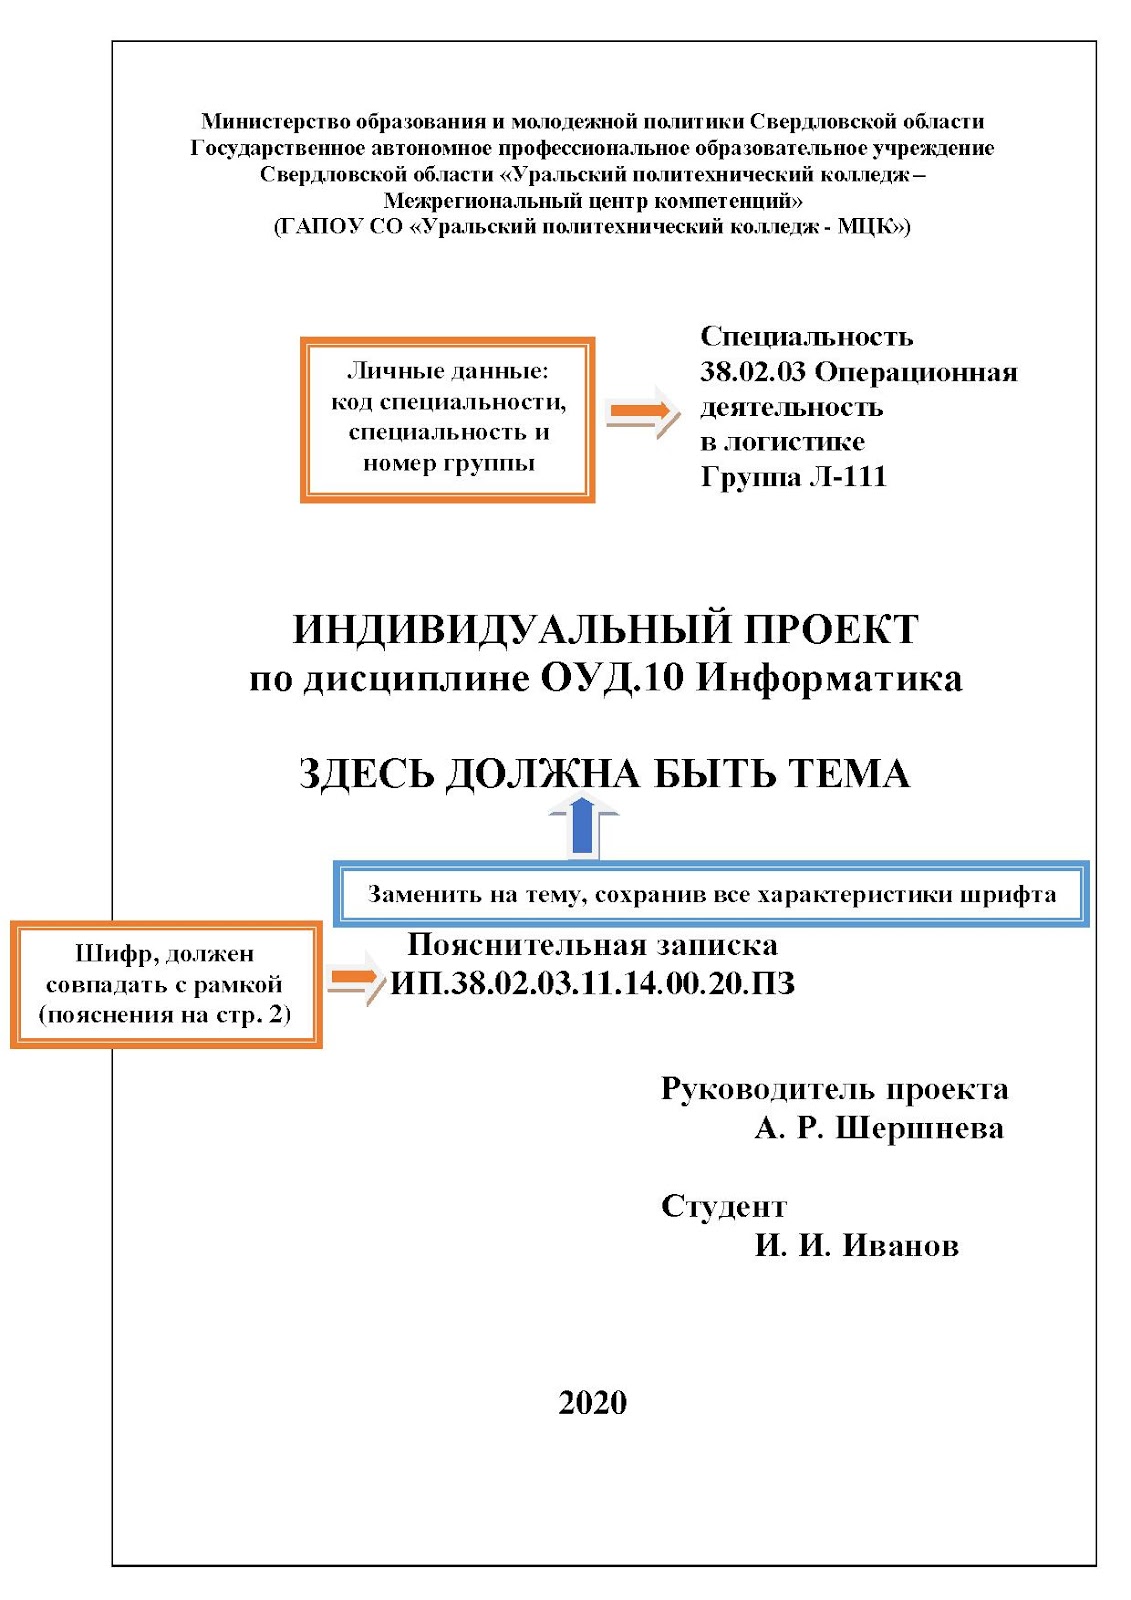 Министерство образования и молодежной политики Свердловской области
Государственное автономное профессиональное образовательное учреждение
Свердловской области «Уральский политехнический колледж –
Межрегиональный центр компетенций»
(ГАПОУ СО «Уральский политехнический колледж - МЦК»)
Личные данные:
код специальности,
специальность и
номер группы
Специальность
38.02.03 Операционная
деятельность
в логистике
Группа Л-111
ИНДИВИДУАЛЬНЫЙ ПРОЕКТ
по дисциплине ОУД.10 Информатика
ЗДЕСЬ ДОЛЖНА БЫТЬ ТЕМА
Заменить на тему, сохранив все характеристики шрифта
Шифр, должен
совпадать с рамкой
(пояснения на стр. 2)
Пояснительная записка
ИП.38.02.03.11.14.00.20.ПЗ
Руководитель проекта
А. Р. Шершнева
Студент
И. И. Иванов
2020